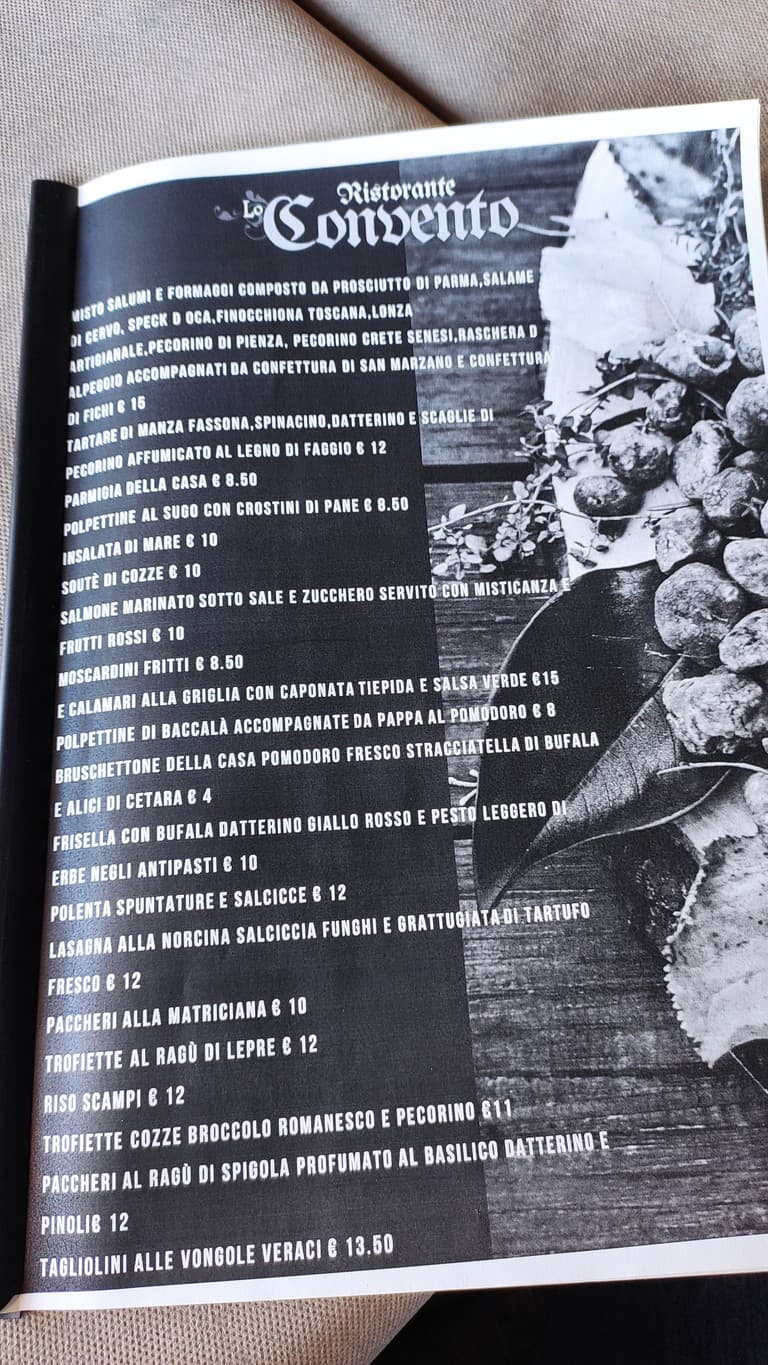 Ristorante
Lo Convento
MISTO SALUMI E FORMAGGI COMPOSTO DA PROSCIUTTO DI PARMA,SALAME
DI CERVO, SPECK D OCA,FINOCCHIONA TOSCANA,LONZA
ARTIGIANALE,PECORINO DI PIENZA, PECORINO CRETE SENESI,RASCHERA D
ALPEGGIO ACCOMPAGNATI DA CONFETTURA DI SAN MARZANO E CONFETTURA
DI FICHI € 15
TARTARE DI MANZA FASSONA,SPINACINO,DATTERINO E SCAGLIE DI
PECORINO AFFUMICATO AL LEGNO DI FAGGIO € 12
PARMIGIA DELLA CASA € 8.50
POLPETTINE AL SUGO CON CROSTINI DI PANE € 8.50
INSALATA DI MARE € 10
SOUTÈ DI COZZE € 10
SALMONE MARINATO SOTTO SALE E ZUCCHERO SERVITO CON MISTICANZA E
FRUTTI ROSSI € 10
MOSCARDINI FRITTI € 8.50
E CALAMARI ALLA GRIGLIA CON CAPONATA TIEPIDA E SALSA VERDE €15
POLPETTINE DI BACCALÀ ACCOMPAGNATE DA PAPPA AL POMODORO € 8
BRUSCHETTONE DELLA CASA POMODORO FRESCO STRACCIATELLA DI BUFALA
E ALICI DI CETARA € 4
FRISELLA CON BUFALA DATTERINO GIALLO ROSSO E PESTO LEGGERO DI
ERBE NEGLI ANTIPASTI € 10
POLENTA SPUNTATURE E SALCICCE € 12
LASAGNA ALLA NORCINA SALCICCIA FUNGHI E GRATTUGIATA DI TARTUFO
FRESCO € 12
PACCHERI ALLA MATRICIANA € 10
TROFIETTE AL RAGÙ DI LEPRE € 12
RISO SCAMPI € 12
TROFIETTE COZZE BROCCOLO ROMANESCO E PECORINO €11
PACCHERI AL RAGÙ DI SPIGOLA PROFUMATO AL BASILICO DATTERINO E
PINOLI€ 12
TAGLIOLINI ALLE VONGOLE VERACI € 13.50